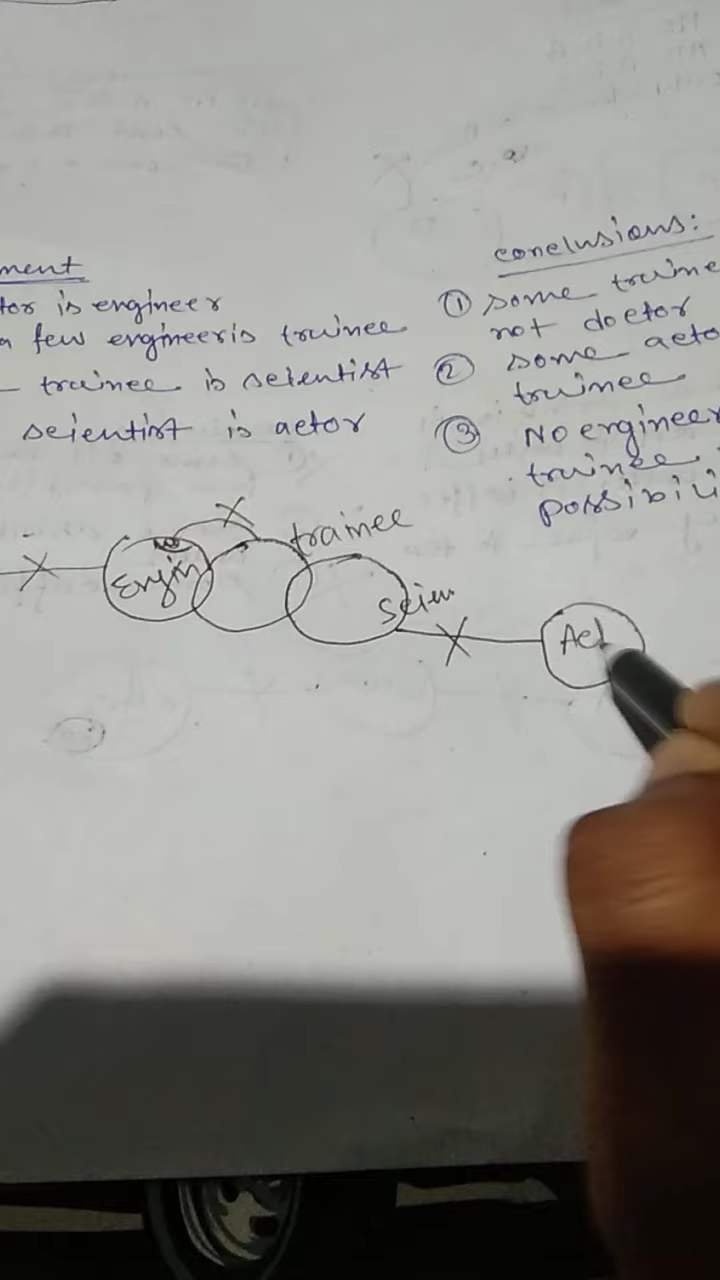 ment
tor is engineer
few engineer is trainee
trainee is scientist
scientist is actor
conclusions:
① some traine
not doctor
② some acto
trainee
③ No engineer
trainee
possibili
Engin
trainee
Scien
Act